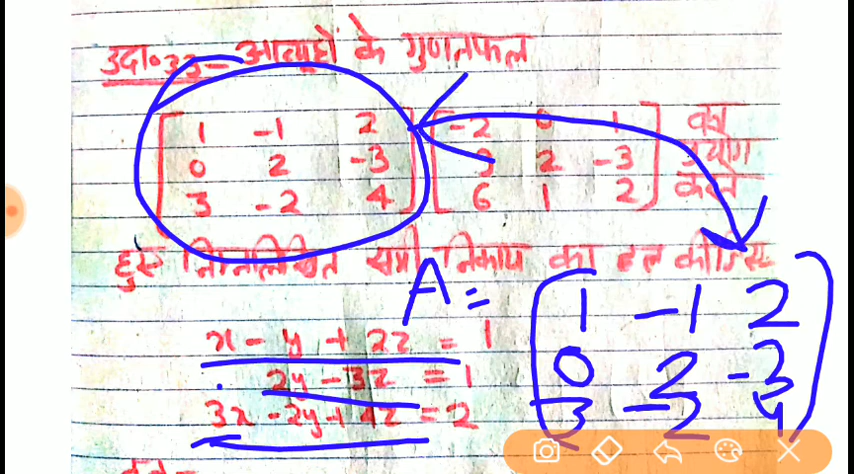 उदा॰33- आव्यूहों के गुणनफल
[1 -1 2] [-2 0 1] का
[0 2 -3] [9 2 -3] प्रयोग
[3 -2 4] [6 1 2] करते
हुए निम्नलिखित समी निकाय का हल कीजिए
A = [1 -1 2]
[0 2 -3]
[3 -2 4]
x - y + 2z = 1
2y - 3z = 1
3x - 2y + 4z = 2